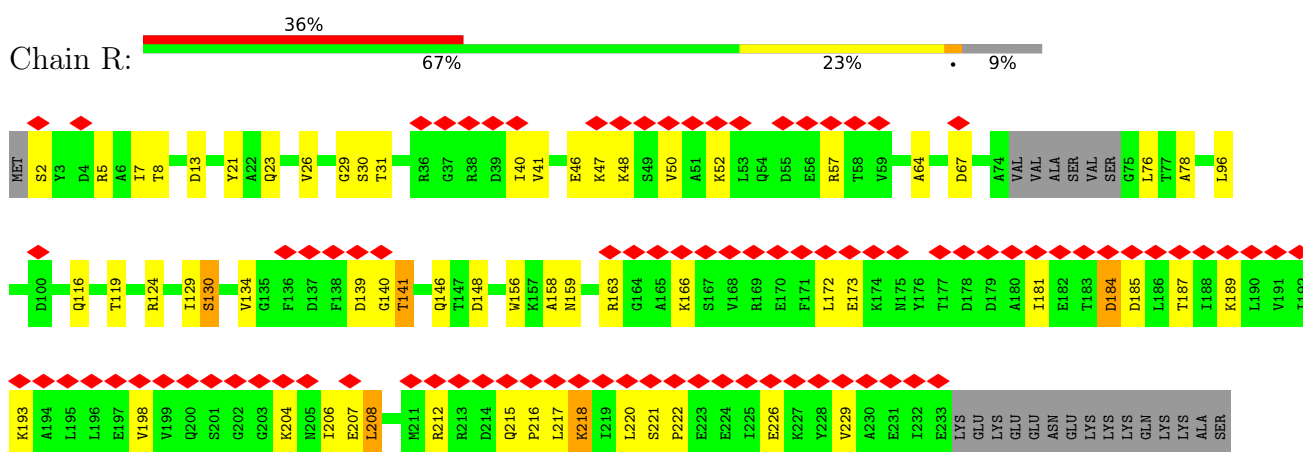 36%
Chain R:
67% 23% • 9%
MET S2 Y3 D4 R5 A6 I7 T8 D13 Y21 A22 Q23 V26 G29 S30 T31 R36 G37 R38 D39 I40 V41 E46 K47 K48 S49 V50 A51 K52 L53 Q54 D55 E56 R57 T58 V59 A64 D67 A74 VAL VAL ALA SER VAL SER G75 L76 T77 A78 L96
D100 Q116 T119 R124 I129 S130 V134 G135 F136 D137 F138 D139 G140 T141 Q146 T147 D148 W156 K157 A158 N159 R163 G164 A165 K166 S167 V168 R169 E170 F171 L172 E173 K174 N175 Y176 T177 D178 D179 A180 I181 E182 T183 D184 D185 L186 T187 I188 K189 L190 V191 I192
K193 A194 L195 L196 E197 V198 V199 Q200 S201 G202 G203 K204 N205 I206 E207 L208 M211 R212 R213 D214 Q215 P216 L217 K218 I219 L220 S221 P222 E223 E224 I225 E226 K227 Y228 V229 A230 E231 I232 E233 LYS GLU LYS GLU GLU ASN GLU LYS LYS LYS GLN LYS LYS ALA SER